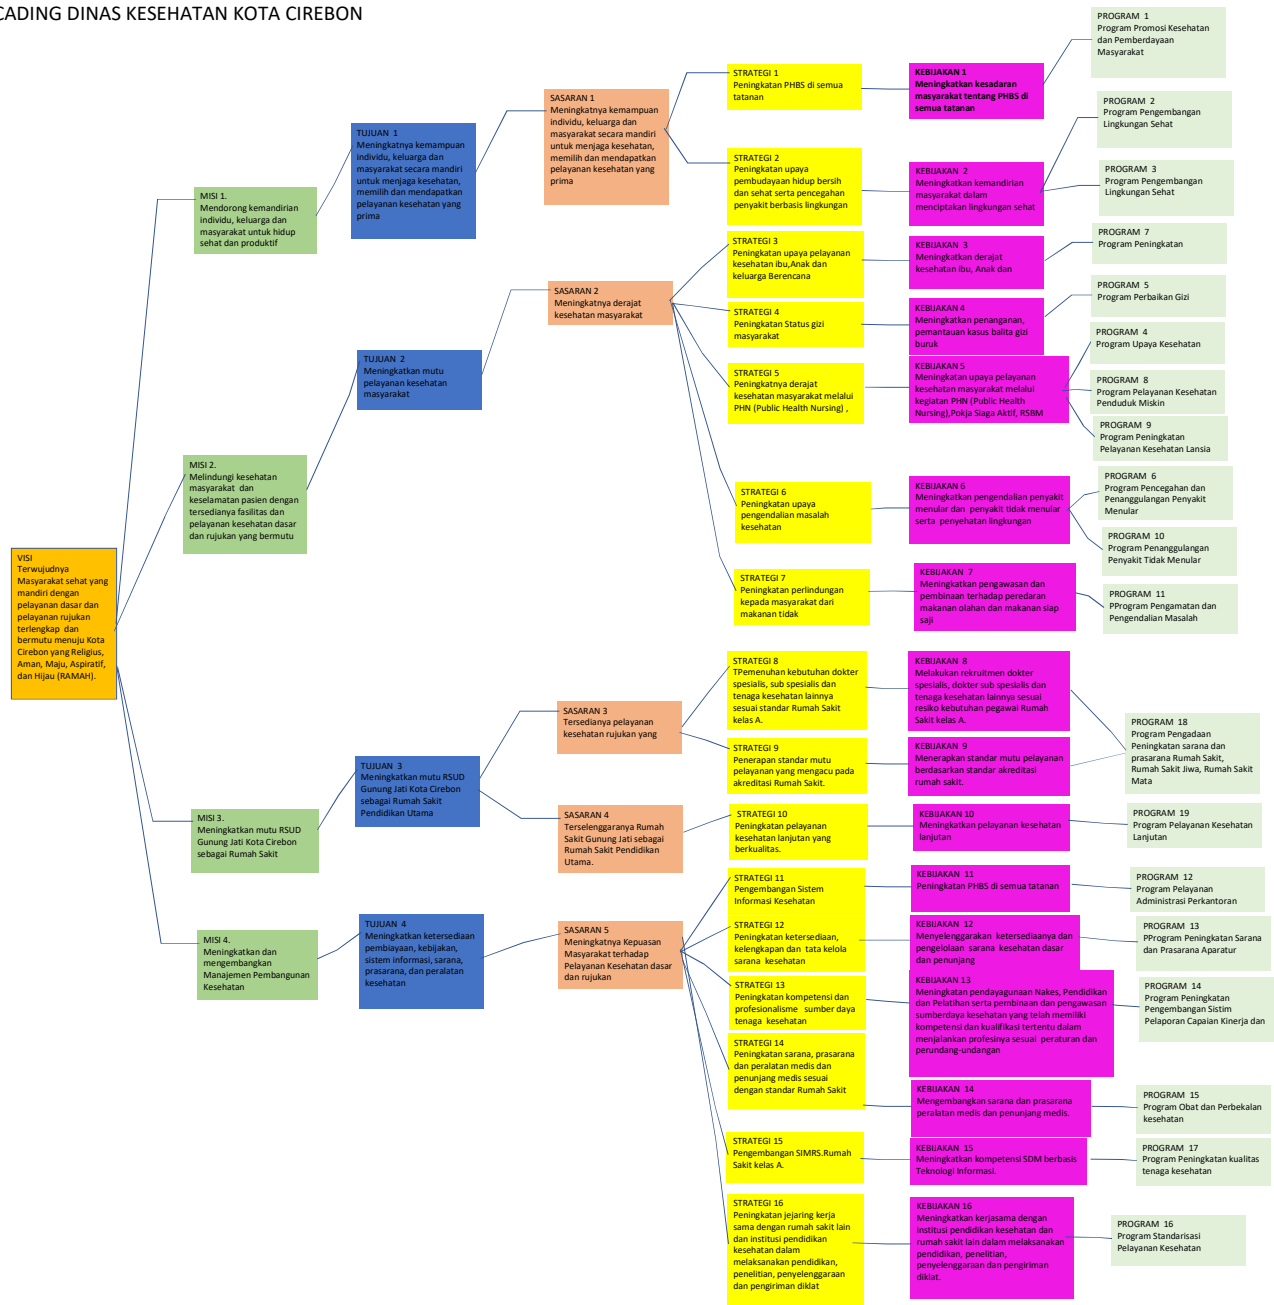 CADING DINAS KESEHATAN KOTA CIREBON
VISI
Terwujudnya
Masyarakat sehat yang
mandiri dengan
pelayanan dasar dan
pelayanan rujukan
terlengkap dan
bermutu menuju Kota
Cirebon yang Religius,
Aman, Maju, Aspiratif,
dan Hijau (RAMAH).
MISI 1.
Mendorong kemandirian
individu, keluarga dan
masyarakat untuk hidup
sehat dan produktif
MISI 2.
Melindungi kesehatan
masyarakat dan
keselamatan pasien dengan
tersedianya fasilitas dan
pelayanan kesehatan dasar
dan rujukan yang bermutu
MISI 3.
Meningkatkan mutu RSUD
Gunung Jati Kota Cirebon
sebagai Rumah Sakit
MISI 4.
Meningkatkan dan
mengembangkan
Manajemen Pembangunan
Kesehatan
TUJUAN 1
Meningkatnya kemampuan
individu, keluarga dan
masyarakat secara mandiri
untuk menjaga kesehatan,
memilih dan mendapatkan
pelayanan kesehatan yang
prima
TUJUAN 2
Meningkatkan mutu
pelayanan kesehatan
masyarakat
TUJUAN 3
Meningkatkan mutu RSUD
Gunung Jati Kota Cirebon
sebagai Rumah Sakit
Pendidikan Utama
TUJUAN 4
Meningkatkan ketersediaan
pembiayaan, kebijakan,
sistem informasi, sarana,
prasarana, dan peralatan
kesehatan
SASARAN 1
Meningkatnya kemampuan
individu, keluarga dan
masyarakat secara mandiri
untuk menjaga kesehatan,
memilih dan mendapatkan
pelayanan kesehatan yang
prima
SASARAN 2
Meningkatnya derajat
kesehatan masyarakat
SASARAN 3
Tersedianya pelayanan
kesehatan rujukan yang
SASARAN 4
Terselenggaranya Rumah
Sakit Gunung Jati sebagai
Rumah Sakit Pendidikan
Utama.
SASARAN 5
Meningkatnya Kepuasan
Masyarakat terhadap
Pelayanan Kesehatan dasar
dan rujukan
STRATEGI 1
Peningkatan PHBS di semua
tatanan
STRATEGI 2
Peningkatan upaya
pembudayaan hidup bersih
dan sehat serta pencegahan
penyakit berbasis lingkungan
STRATEGI 3
Peningkatan upaya pelayanan
kesehatan ibu,Anak dan
keluarga Berencana
STRATEGI 4
Peningkatan Status gizi
masyarakat
STRATEGI 5
Peningkatnya derajat
kesehatan masyarakat melalui
PHN (Public Health Nursing) ,
STRATEGI 6
Peningkatan upaya
pengendalian masalah
kesehatan
STRATEGI 7
Peningkatan perlindungan
kepada masyarakat dari
makanan tidak
STRATEGI 8
TPemenuhan kebutuhan dokter
spesialis, sub spesialis dan
tenaga kesehatan lainnya
sesuai standar Rumah Sakit
kelas A.
STRATEGI 9
Penerapan standar mutu
pelayanan yang mengacu pada
akreditasi Rumah Sakit.
STRATEGI 10
Peningkatan pelayanan
kesehatan lanjutan yang
berkualitas.
STRATEGI 11
Pengembangan Sistem
Informasi Kesehatan
STRATEGI 12
Peningkatan ketersediaan,
kelengkapan dan tata kelola
sarana kesehatan
STRATEGI 13
Peningkatan kompetensi dan
profesionalisme sumber daya
tenaga kesehatan
STRATEGI 14
Peningkatan sarana, prasarana
dan peralatan medis dan
penunjang medis sesuai
dengan standar Rumah Sakit
STRATEGI 15
Pengembangan SIMRS.Rumah
Sakit kelas A.
STRATEGI 16
Peningkatan jejaring kerja
sama dengan rumah sakit lain
dan institusi pendidikan
kesehatan dalam
melaksanakan pendidikan,
penelitian, penyelenggaraan
dan pengiriman diklat
KEBIJAKAN 1
Meningkatkan kesadaran
masyarakat tentang PHBS di
semua tatanan
KEBIJAKAN 2
Meningkatkan kemandirian
masyarakat dalam
menciptakan lingkungan sehat
KEBIJAKAN 3
Meningkatkan derajat
kesehatan ibu, Anak dan
KEBIJAKAN 4
Meningkatkan penanganan,
pemantauan kasus balita gizi
buruk
KEBIJAKAN 5
Meningkatan upaya pelayanan
kesehatan masyarakat melalui
kegiatan PHN (Public Health
Nursing),Pokja Siaga Aktif, RSBM
KEBIJAKAN 6
Meningkatkan pengendalian penyakit
menular dan penyakit tidak menular
serta penyehatan lingkungan
KEBIJAKAN 7
Meningkatkan pengawasan dan
pembinaan terhadap peredaran
makanan olahan dan makanan siap
saji
KEBIJAKAN 8
Melakukan rekruitmen dokter
spesialis, dokter sub spesialis dan
tenaga kesehatan lainnya sesuai
resiko kebutuhan pegawai Rumah
Sakit kelas A.
KEBIJAKAN 9
Menerapkan standar mutu pelayanan
berdasarkan standar akreditasi
rumah sakit.
KEBIJAKAN 10
Meningkatkan pelayanan kesehatan
lanjutan
KEBIJAKAN 11
Peningkatan PHBS di semua tatanan
KEBIJAKAN 12
Menyelenggarakan ketersediaanya dan
pengelolaan sarana kesehatan dasar
dan penunjang
KEBIJAKAN 13
Meningkatan pendayagunaan Nakes, Pendidikan
dan Pelatihan serta pembinaan dan pengawasan
sumberdaya kesehatan yang telah memiliki
kompetensi dan kualifikasi tertentu dalam
menjalankan profesinya sesuai peraturan dan
perundang-undangan
KEBIJAKAN 14
Mengembangkan sarana dan prasarana
peralatan medis dan penunjang medis.
KEBIJAKAN 15
Meningkatkan kompetensi SDM berbasis
Teknologi Informasi.
KEBIJAKAN 16
Meningkatkan kerjasama dengan
institusi pendidikan kesehatan dan
rumah sakit lain dalam melaksanakan
pendidikan, penelitian,
penyelenggaraan dan pengiriman
diklat.
PROGRAM 1
Program Promosi Kesehatan
dan Pemberdayaan
Masyarakat
PROGRAM 2
Program Pengembangan
Lingkungan Sehat
PROGRAM 3
Program Pengembangan
Lingkungan Sehat
PROGRAM 7
Program Peningkatan
PROGRAM 5
Program Perbaikan Gizi
PROGRAM 4
Program Upaya Kesehatan
PROGRAM 8
Program Pelayanan Kesehatan
Penduduk Miskin
PROGRAM 9
Program Peningkatan
Pelayanan Kesehatan Lansia
PROGRAM 6
Program Pencegahan dan
Penanggulangan Penyakit
Menular
PROGRAM 10
Program Penanggulangan
Penyakit Tidak Menular
PROGRAM 11
PProgram Pengamatan dan
Pengendalian Masalah
PROGRAM 18
Program Pengadaan
Peningkatan sarana dan
prasarana Rumah Sakit,
Rumah Sakit Jiwa, Rumah Sakit
Mata
PROGRAM 19
Program Pelayanan Kesehatan
Lanjutan
PROGRAM 12
Program Pelayanan
Administrasi Perkantoran
PROGRAM 13
PProgram Peningkatan Sarana
dan Prasarana Aparatur
PROGRAM 14
Program Peningkatan
Pengembangan Sistim
Pelaporan Capaian Kinerja dan
PROGRAM 15
Program Obat dan Perbekalan
kesehatan
PROGRAM 17
Program Peningkatan kualitas
tenaga kesehatan
PROGRAM 16
Program Standarisasi
Pelayanan Kesehatan